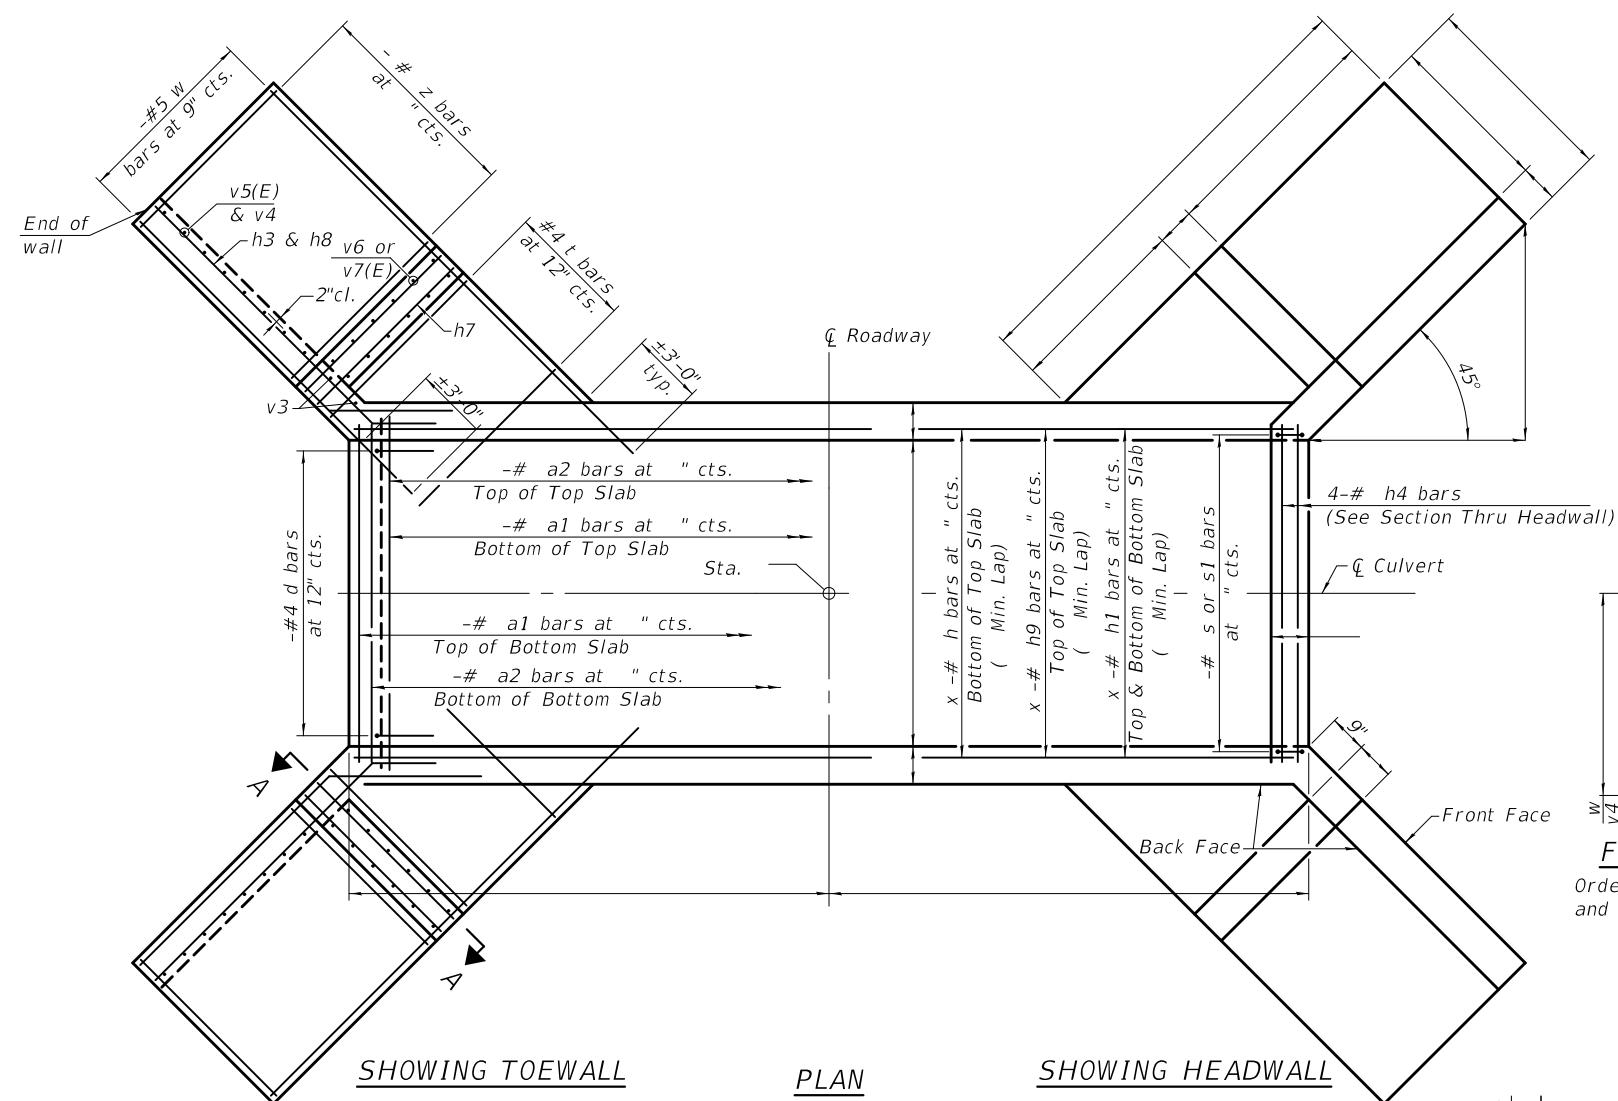 -#5 w
bars at 9" cts.
- #   z bars
at   " cts.
End of
wall
v5(E)
& v4
h3 & h8
v6 or
v7(E)
2"cl.
#4 t bars
at 12" cts.
h7
±3'-0"
typ.
±3'-0"
v3
℄ Roadway
45°
-#   a2 bars at   " cts.
Top of Top Slab
-#   a1 bars at   " cts.
Bottom of Top Slab
Sta.
-#4 d bars
at 12" cts.
-#   a1 bars at   " cts.
Top of Bottom Slab
-#   a2 bars at   " cts.
Bottom of Bottom Slab
x -#   h bars at   " cts.
Bottom of Top Slab
(   Min. Lap)
x -#   h9 bars at   " cts.
Top of Top Slab
(   Min. Lap)
x -#   h1 bars at   " cts.
Top & Bottom of Bottom Slab
(   Min. Lap)
-#   s or s1 bars
at   " cts.
4-#   h4 bars
(See Section Thru Headwall)
℄ Culvert
9"
A
A
Front Face
Back Face
w
v4
F
Orde
and
SHOWING TOEWALL
PLAN
SHOWING HEADWALL